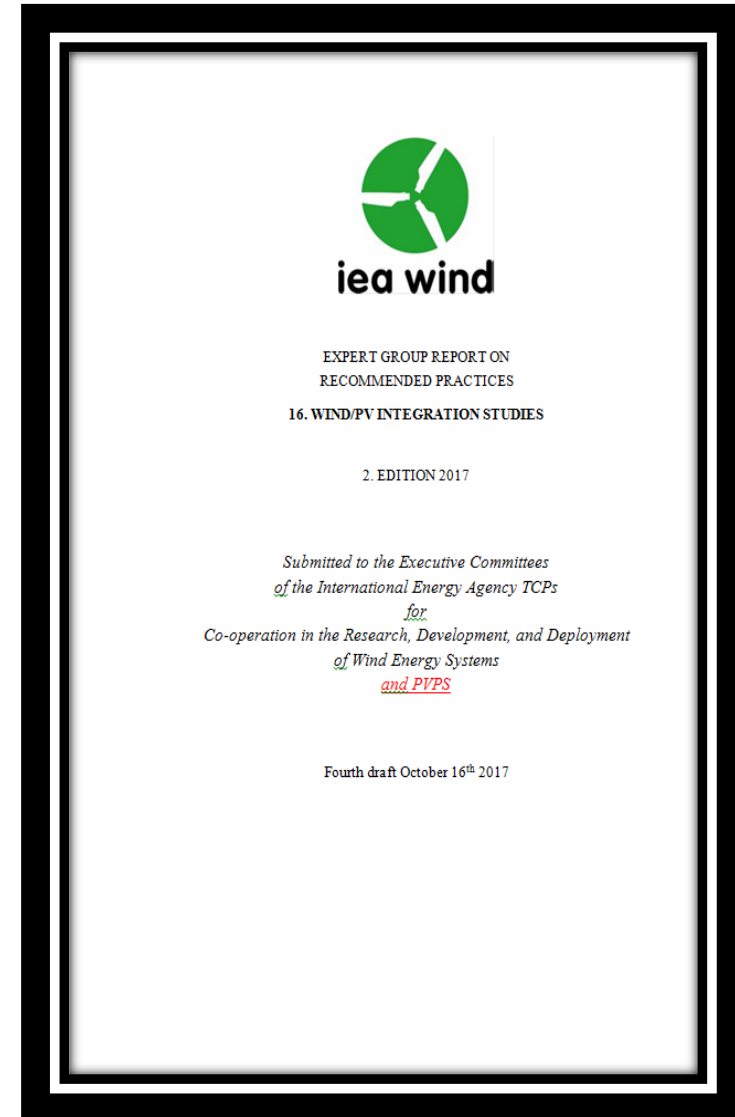 iea wind
EXPERT GROUP REPORT ON
RECOMMENDED PRACTICES
16. WIND/PV INTEGRATION STUDIES
2. EDITION 2017
Submitted to the Executive Committees
of the International Energy Agency TCPs
for
Co-operation in the Research, Development, and Deployment
of Wind Energy Systems
and PVPS
Fourth draft October 16th 2017